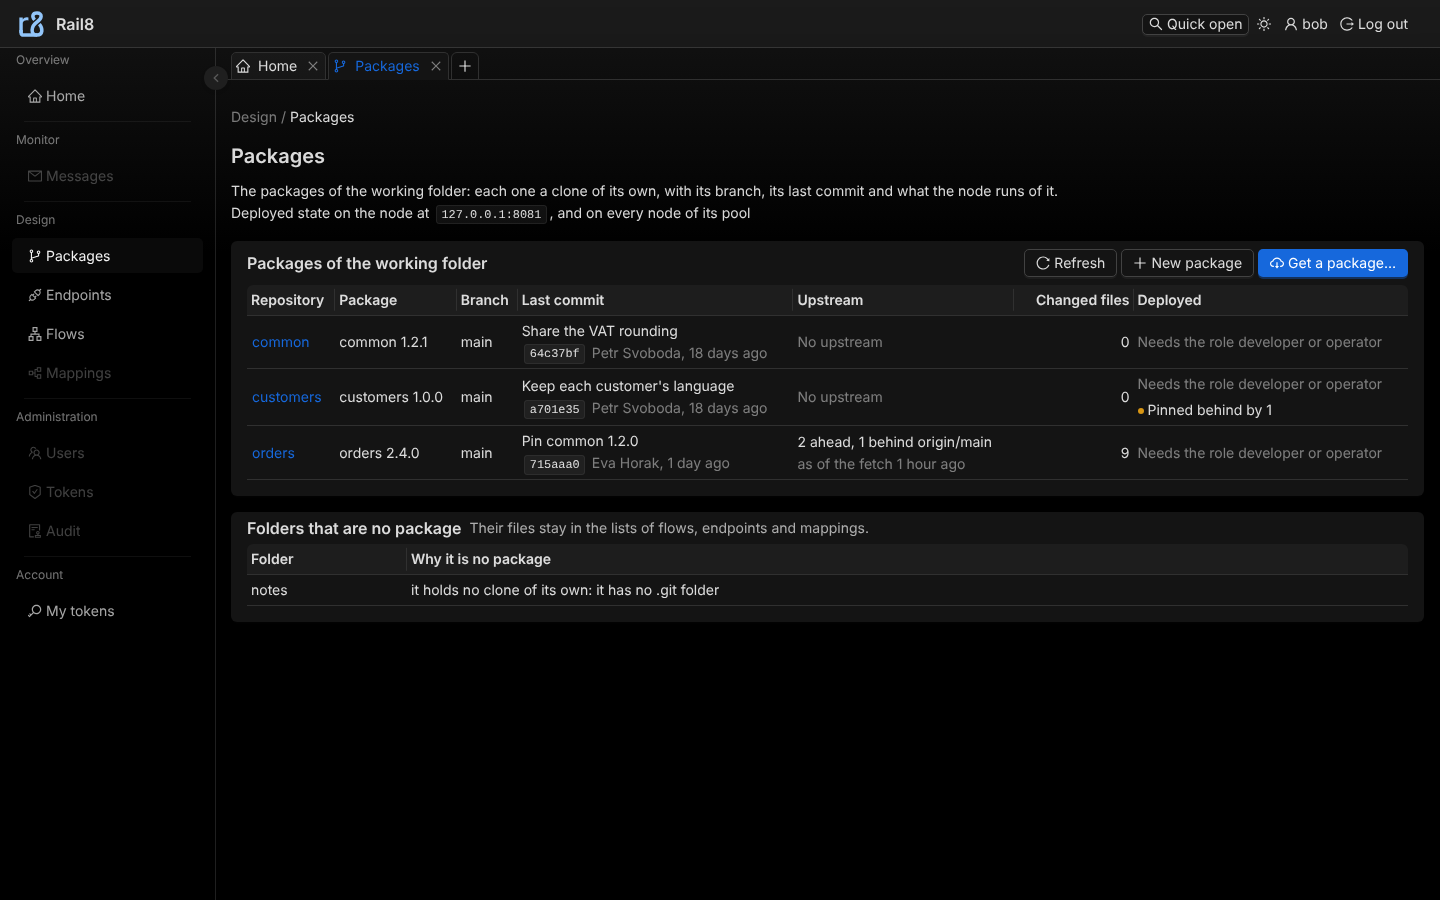 Rail8
Quick open
bob
Log out
Overview
Home
Monitor
Messages
Design
Packages
Endpoints
Flows
Mappings
Administration
Users
Tokens
Audit
Account
My tokens
Home
Packages
Design / Packages
Packages
The packages of the working folder: each one a clone of its own, with its branch, its last commit and what the node runs of it.
Deployed state on the node at 127.0.0.1:8081, and on every node of its pool
Packages of the working folder
Refresh
New package
Get a package...
Repository Package Branch Last commit Upstream Changed files Deployed
common common 1.2.1 main Share the VAT rounding No upstream 0 Needs the role developer or operator
64c37bf Petr Svoboda, 18 days ago
customers customers 1.0.0 main Keep each customer's language No upstream 0 Needs the role developer or operator
a701e35 Petr Svoboda, 18 days ago Pinned behind by 1
orders orders 2.4.0 main Pin common 1.2.0 2 ahead, 1 behind origin/main 9 Needs the role developer or operator
715aaa0 Eva Horak, 1 day ago as of the fetch 1 hour ago
Folders that are no package Their files stay in the lists of flows, endpoints and mappings.
Folder Why it is no package
notes it holds no clone of its own: it has no .git folder